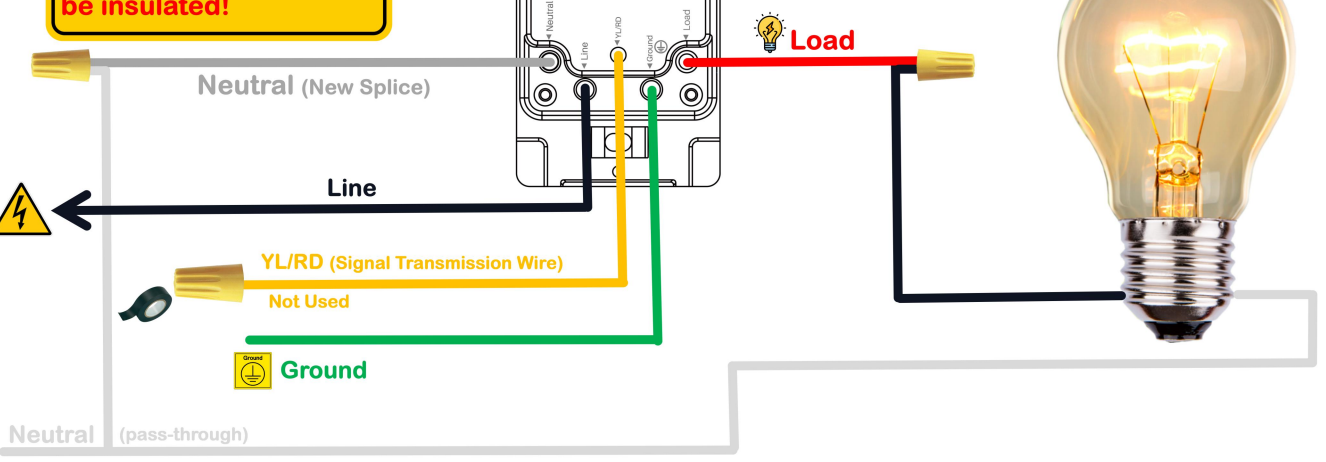 be insulated!
Neutral
Line
YL/RD
Ground
Load
Load
Neutral (New Splice)
Line
YL/RD (Signal Transmission Wire)
Not Used
Ground
Ground
Neutral (pass-through)